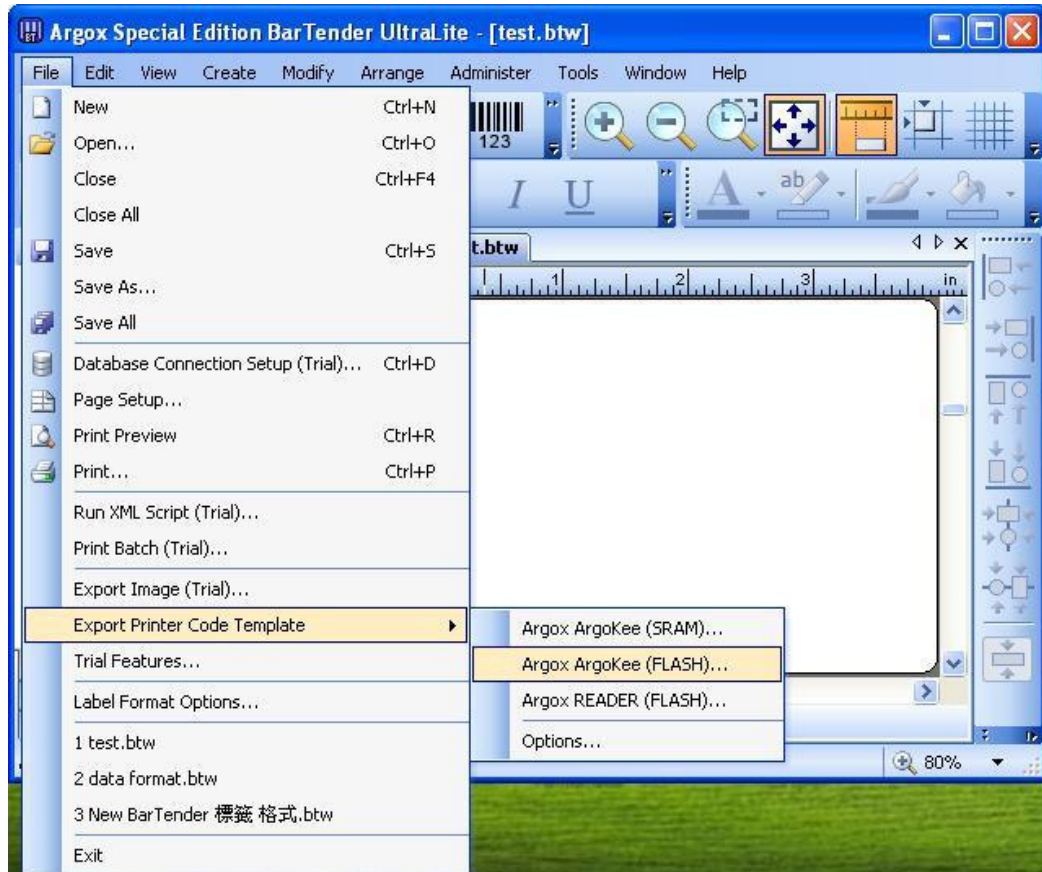 Argox Special Edition BarTender UltraLite - [test.btw]
File Edit View Create Modify Arrange Administer Tools Window Help
New Ctrl+N
Open... Ctrl+O
Close Ctrl+F4
Close All
Save Ctrl+S
Save As...
Save All
Database Connection Setup (Trial)... Ctrl+D
Page Setup...
Print Preview Ctrl+R
Print... Ctrl+P
Run XML Script (Trial)...
Print Batch (Trial)...
Export Image (Trial)...
Export Printer Code Template
Trial Features...
Label Format Options...
1 test.btw
2 data format.btw
3 New BarTender 標籤 格式.btw
Exit
123
I U A ab
t.btw
1 2 3 in
Argox ArgoKee (SRAM)...
Argox ArgoKee (FLASH)...
Argox READER (FLASH)...
Options...
80%